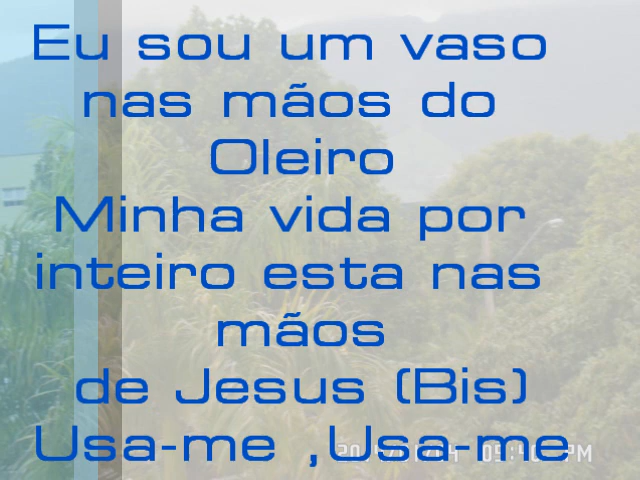 Eu sou um vaso
nas mãos do
Oleiro
Minha vida por
inteiro esta nas
mãos
de Jesus (Bis)
Usa-me ,Usa-me
PM